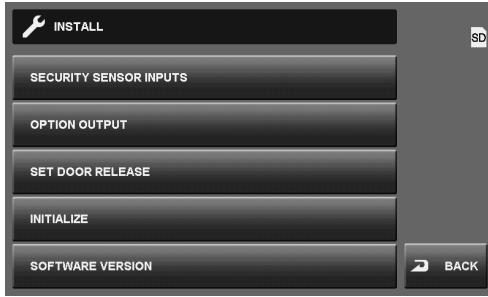 INSTALL
SD
SECURITY SENSOR INPUTS
OPTION OUTPUT
SET DOOR RELEASE
INITIALIZE
SOFTWARE VERSION
BACK